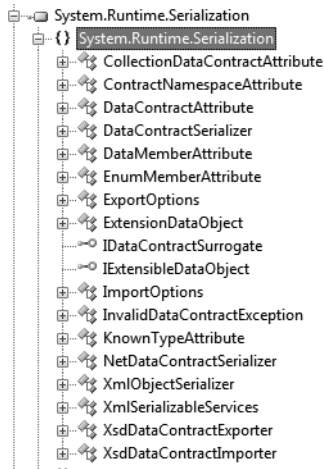 System.Runtime.Serialization
{} System.Runtime.Serialization
CollectionDataContractAttribute
ContractNamespaceAttribute
DataContractAttribute
DataContractSerializer
DataMemberAttribute
EnumMemberAttribute
ExportOptions
ExtensionDataObject
IDataContractSurrogate
IExtensibleDataObject
ImportOptions
InvalidDataContractException
KnownTypeAttribute
NetDataContractSerializer
XmlObjectSerializer
XmlSerializableServices
XsdDataContractExporter
XsdDataContractImporter